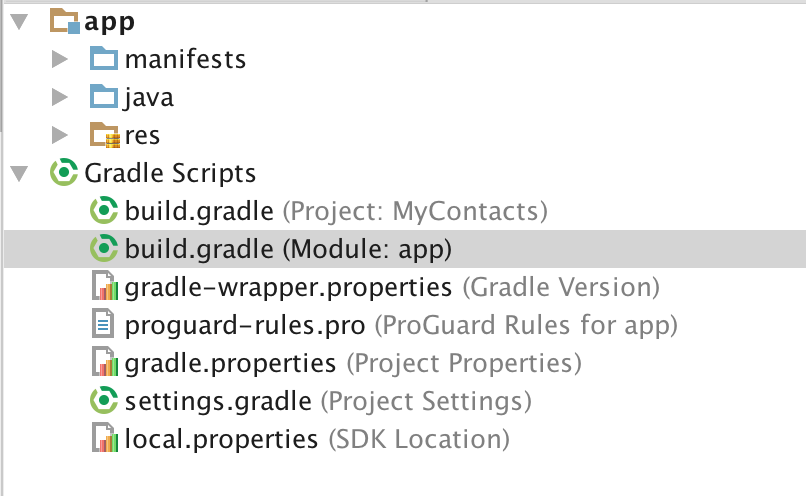 app
manifests
java
res
Gradle Scripts
build.gradle (Project: MyContacts)
build.gradle (Module: app)
gradle-wrapper.properties (Gradle Version)
proguard-rules.pro (ProGuard Rules for app)
gradle.properties (Project Properties)
settings.gradle (Project Settings)
local.properties (SDK Location)